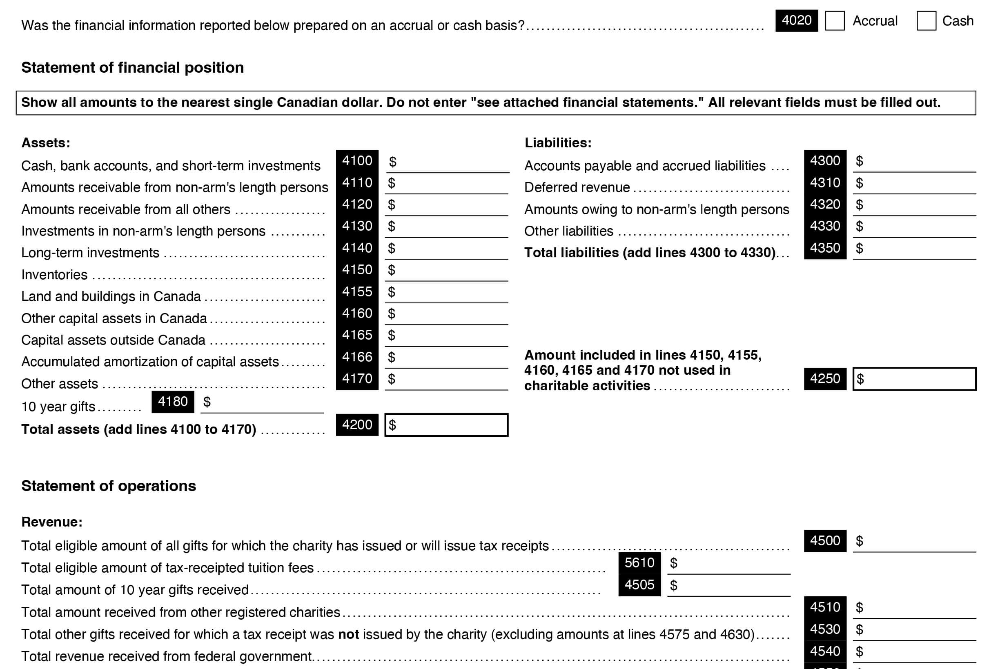 Was the financial information reported below prepared on an accrual or cash basis?.............................................. 4020 Accrual Cash
Statement of financial position
Show all amounts to the nearest single Canadian dollar. Do not enter "see attached financial statements." All relevant fields must be filled out.
Assets:
Cash, bank accounts, and short-term investments 4100 $
Amounts receivable from non-arm's length persons 4110 $
Amounts receivable from all others .................. 4120 $
Investments in non-arm's length persons ........... 4130 $
Long-term investments ................................ 4140 $
Inventories .............................................. 4150 $
Land and buildings in Canada ........................ 4155 $
Other capital assets in Canada ....................... 4160 $
Capital assets outside Canada ....................... 4165 $
Accumulated amortization of capital assets......... 4166 $
Other assets ............................................ 4170 $
10 year gifts......... 4180 $
Total assets (add lines 4100 to 4170) ............. 4200 $
Liabilities:
Accounts payable and accrued liabilities .... 4300 $
Deferred revenue ............................... 4310 $
Amounts owing to non-arm's length persons 4320 $
Other liabilities .................................. 4330 $
Total liabilities (add lines 4300 to 4330)... 4350 $
Amount included in lines 4150, 4155,
4160, 4165 and 4170 not used in
charitable activities ........................... 4250 $
Statement of operations
Revenue:
Total eligible amount of all gifts for which the charity has issued or will issue tax receipts ............................................... 4500 $
Total eligible amount of tax-receipted tuition fees ......................................................... 5610 $
Total amount of 10 year gifts received..................................................................... 4505 $
Total amount received from other registered charities........................................................................................ 4510 $
Total other gifts received for which a tax receipt was not issued by the charity (excluding amounts at lines 4575 and 4630)....... 4530 $
Total revenue received from federal government.............................................................................................. 4540 $